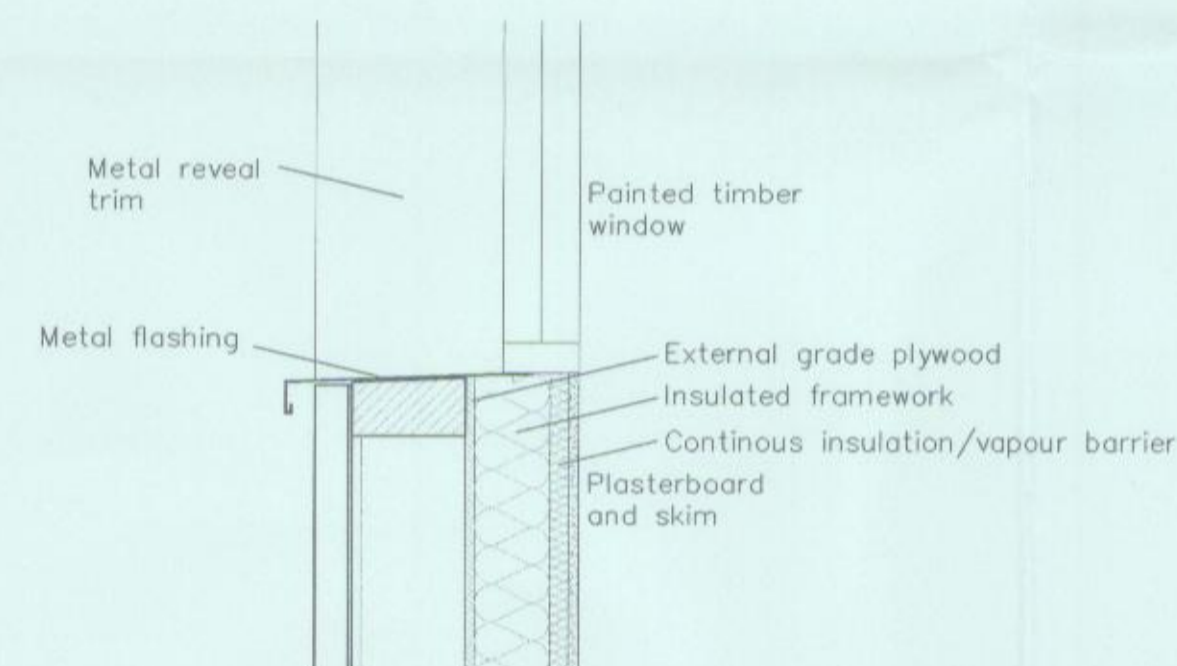 Metal reveal
trim
Painted timber
window
Metal flashing
External grade plywood
Insulated framework
Continous insulation/vapour barrier
Plasterboard
and skim